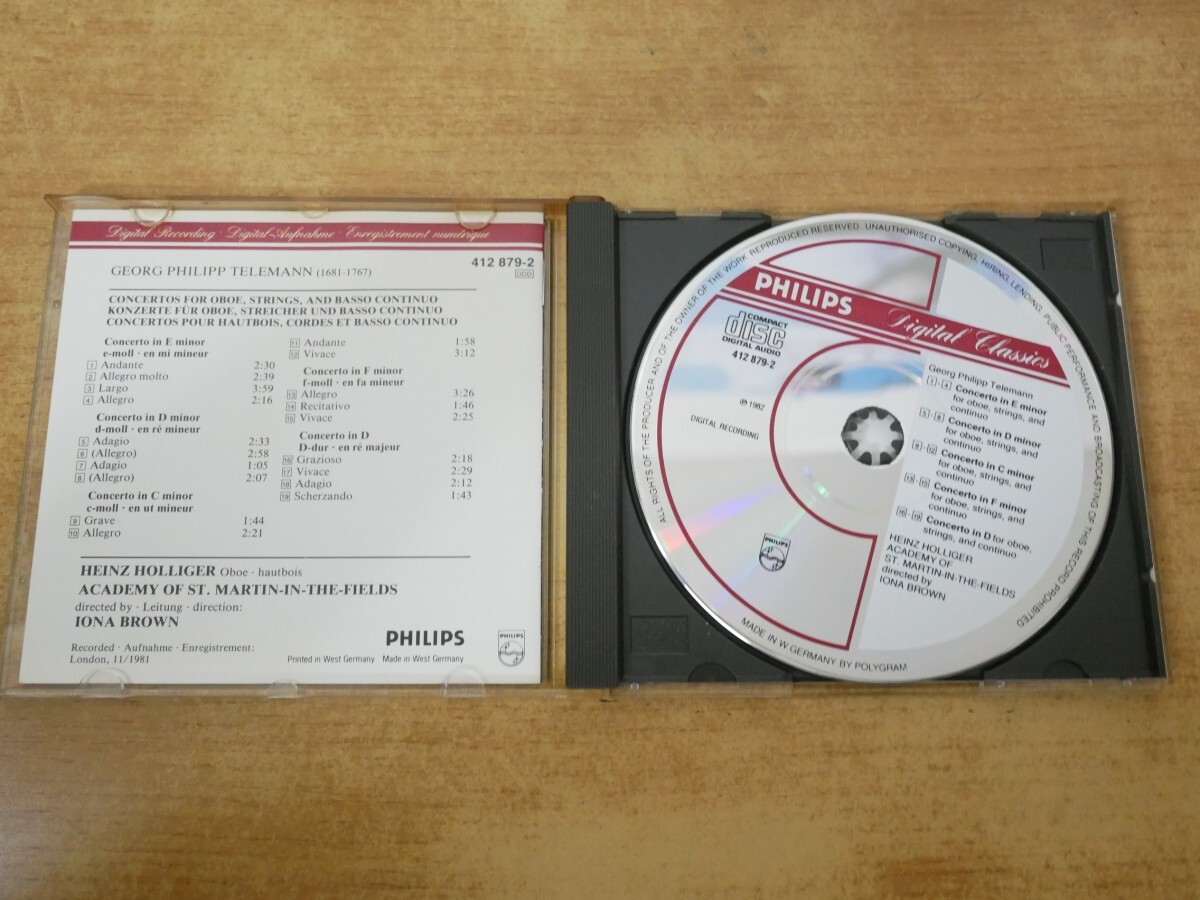 Digital Recording · Digital-Aufnahme · Enregistrement numérique
412 879-2
DDD
GEORG PHILIPP TELEMANN (1681-1767)
CONCERTOS FOR OBOE, STRINGS, AND BASSO CONTINUO
KONZERTE FÜR OBOE, STREICHER UND BASSO CONTINUO
CONCERTOS POUR HAUTBOIS, CORDES ET BASSO CONTINUO
Concerto in E minor
e-moll · en mi mineur
1 Andante 2:30
2 Allegro molto 2:39
3 Largo 3:59
4 Allegro 2:16
Concerto in D minor
d-moll · en ré mineur
5 Adagio 2:33
6 (Allegro) 2:58
7 Adagio 1:05
8 (Allegro) 2:07
Concerto in C minor
c-moll · en ut mineur
9 Grave 1:44
10 Allegro 2:21
11 Andante 1:58
12 Vivace 3:12
Concerto in F minor
f-moll · en fa mineur
13 Allegro 3:26
14 Recitativo 1:46
15 Vivace 2:25
Concerto in D
D-dur · en ré majeur
16 Grazioso 2:18
17 Vivace 2:29
18 Adagio 2:12
19 Scherzando 1:43
HEINZ HOLLIGER Oboe · hautbois
ACADEMY OF ST. MARTIN-IN-THE-FIELDS
directed by · Leitung · direction:
IONA BROWN
Recorded · Aufnahme · Enregistrement:
London, 11/1981
Printed in West Germany Made in West Germany
PHILIPS
PHILIPS
ALL RIGHTS OF THE PRODUCER AND OF THE OWNER OF THE WORK REPRODUCED RESERVED. UNAUTHORISED COPYING, HIRING, LENDING, PUBLIC PERFORMANCE AND BROADCASTING OF THIS RECORD PROHIBITED
PHILIPS
Digital Classics
COMPACT
disc
DIGITAL AUDIO
412 879-2
℗ 1982
DIGITAL RECORDING
Georg Philipp Telemann
1-4 Concerto in E minor
for oboe, strings, and
continuo
5-8 Concerto in D minor
for oboe, strings, and
continuo
9-12 Concerto in C minor
for oboe, strings, and
continuo
13-15 Concerto in F minor
for oboe, strings, and
continuo
16-19 Concerto in D for oboe,
strings, and continuo
HEINZ HOLLIGER
ACADEMY OF
ST. MARTIN-IN-THE-FIELDS
directed by
IONA BROWN
PHILIPS
MADE IN W GERMANY BY POLYGRAM